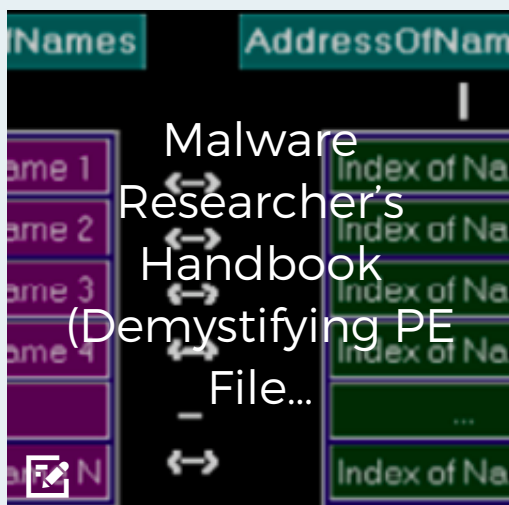 fNames AddressOfNam
Malware
Researcher's
Handbook
(Demystifying PE
File...
ame 1 <--> Index of Na
ame 2 <--> Index of Na
ame 3 <--> Index of Na
ame 4 <--> Index of Na
...
N <--> Index of Na